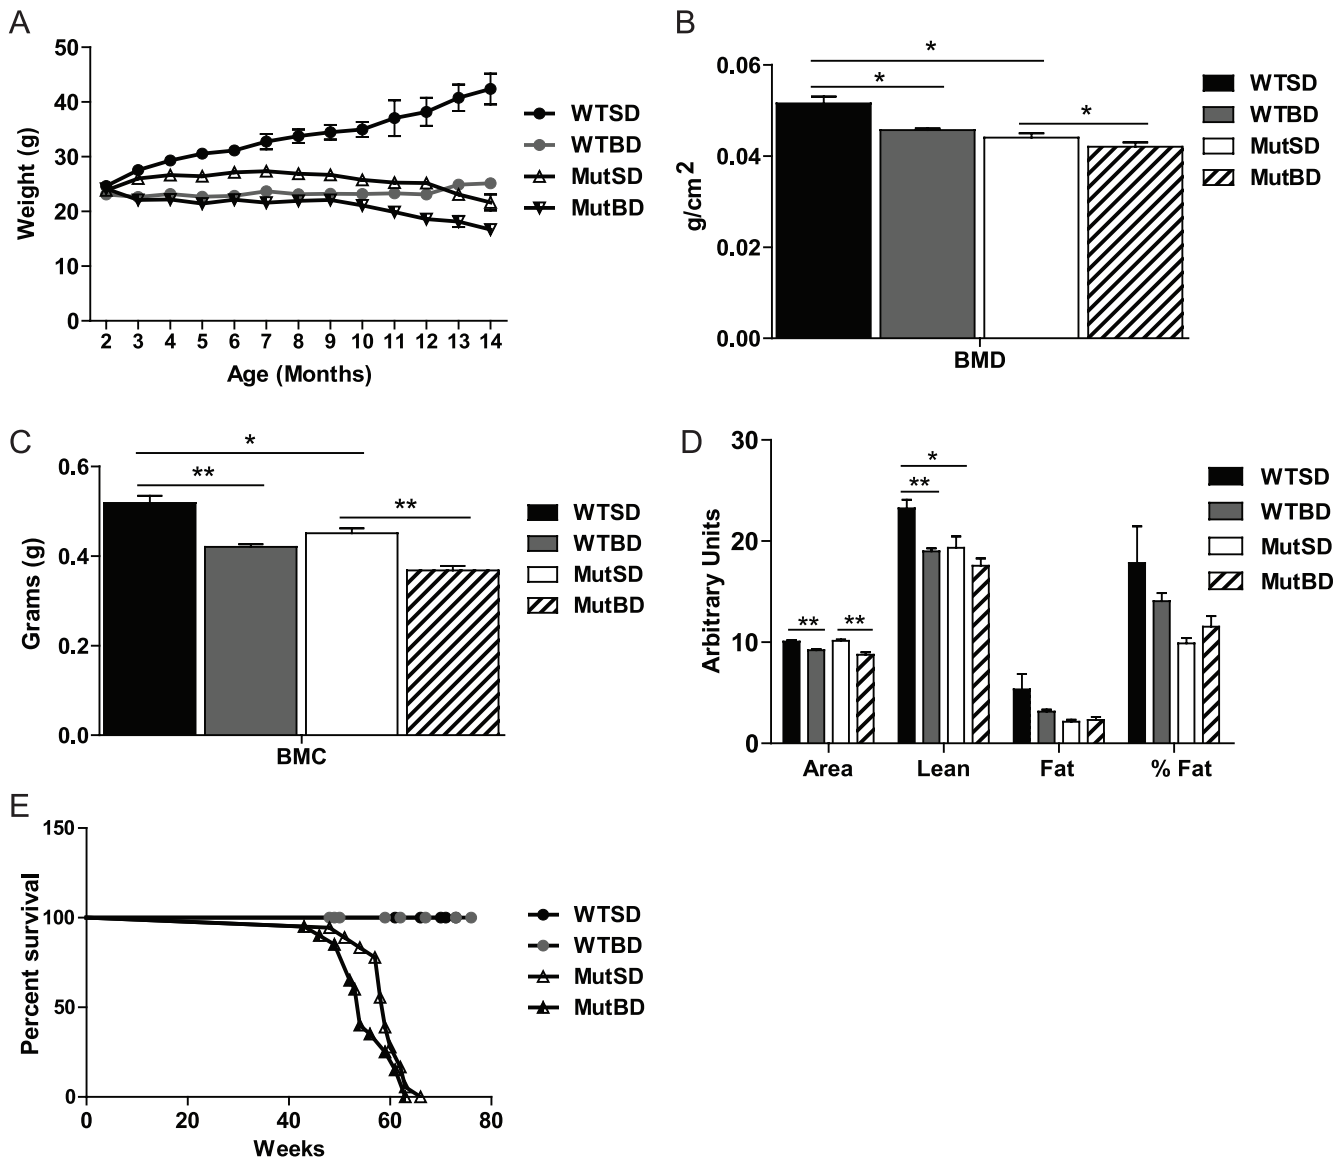 A
50
40
30
20
10
0
Weight (g)
2 3 4 5 6 7 8 9 10 11 12 13 14
Age (Months)
WTSD
WTBD
MutSD
MutBD
B
* * *
0.06
0.04
0.02
0.00
g/cm2
BMD
WTSD
WTBD
MutSD
MutBD
C
* ** **
0.6
0.4
0.2
0.0
Grams (g)
BMC
WTSD
WTBD
MutSD
MutBD
D
30
20
10
0
Arbitrary Units
** ** ** *
Area Lean Fat % Fat
WTSD
WTBD
MutSD
MutBD
E
150
100
50
0
Percent survival
0 20 40 60 80
Weeks
WTSD
WTBD
MutSD
MutBD